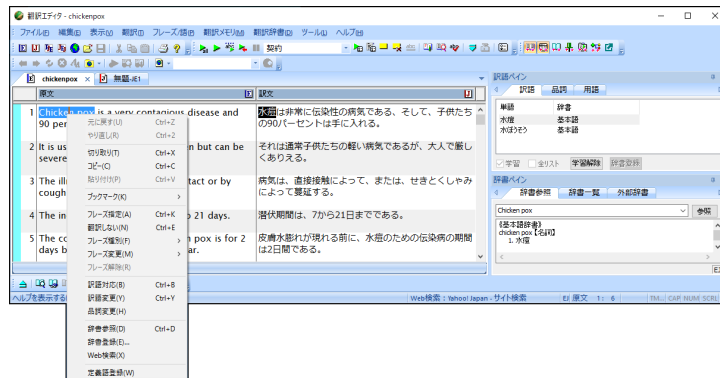 翻訳エディタ - chickenpox
ファイル(F) 編集(E) 表示(V) 翻訳(T) フレーズ/語(P) 翻訳メモリ(M) 翻訳辞書(D) ツール(L) ヘルプ(H)
契約
chickenpox × 無題-JE1
原文 訳文
1 Chicken pox is a very contagious disease and
90 per
水痘は非常に伝染性の病気である、そして、子供たち
の90パーセントは手に入れる。
2 It is us n but can be
severe
それは通常子供たちの軽い病気であるが、大人で厳し
くありえる。
3 The illn tact or by
cough
病気は、直接接触によって、または、せきとくしゃみ
によって蔓延する。
4 The in o 21 days.
潜伏期間は、7から21日までである。
5 The co n pox is for 2
days b ar.
皮膚水膨れが現れる前に、水痘のための伝染病の期間
は2日間である。
元に戻す(U) Ctrl+Z
やり直し(R) Ctrl+2
切り取り(T) Ctrl+X
コピー(C) Ctrl+C
貼り付け(P) Ctrl+V
ブックマーク(K)
フレーズ指定(A) Ctrl+K
翻訳しない(N) Ctrl+E
フレーズ種別(F)
フレーズ変更(M)
フレーズ解除(R)
訳語対応(B) Ctrl+B
訳語変更(Y) Ctrl+Y
品詞変更(H)
辞書参照(D) Ctrl+D
辞書登録(E)...
Web検索(X)
定義語登録(W)
訳語ペイン
訳語 品詞 用語
単語 辞書
水痘 基本語
水ぼうそう 基本語
学習 全リスト 学習解除 辞書登録
辞書ペイン
辞書参照 辞書一覧 外部辞書
Chicken pox 参照
《基本語辞書》
chicken pox【名詞】
1. 水痘
ヘルプを表示する Web検索：Yahoo! Japan - サイト検索 EJ 原文 1: 6 TM... CAP NUM SCRL